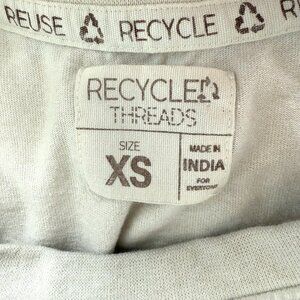 REUSE RECYCLE R
RECYCLED
THREADS
SIZE
XS
MADE IN
INDIA
FOR
EVERYONE